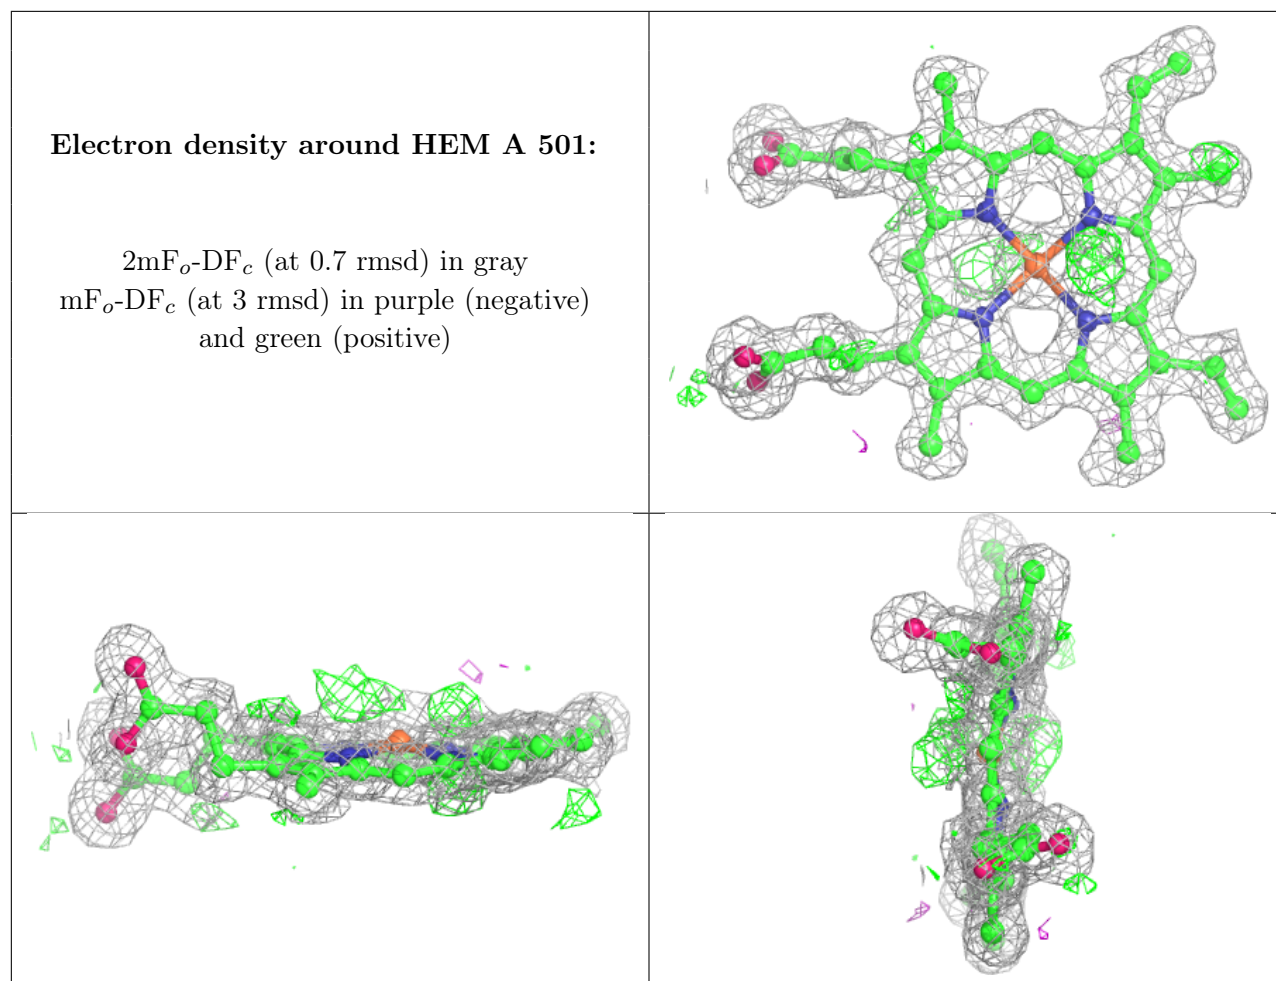 Electron density around HEM A 501:
2mFo-DFc (at 0.7 rmsd) in gray
mFo-DFc (at 3 rmsd) in purple (negative)
and green (positive)